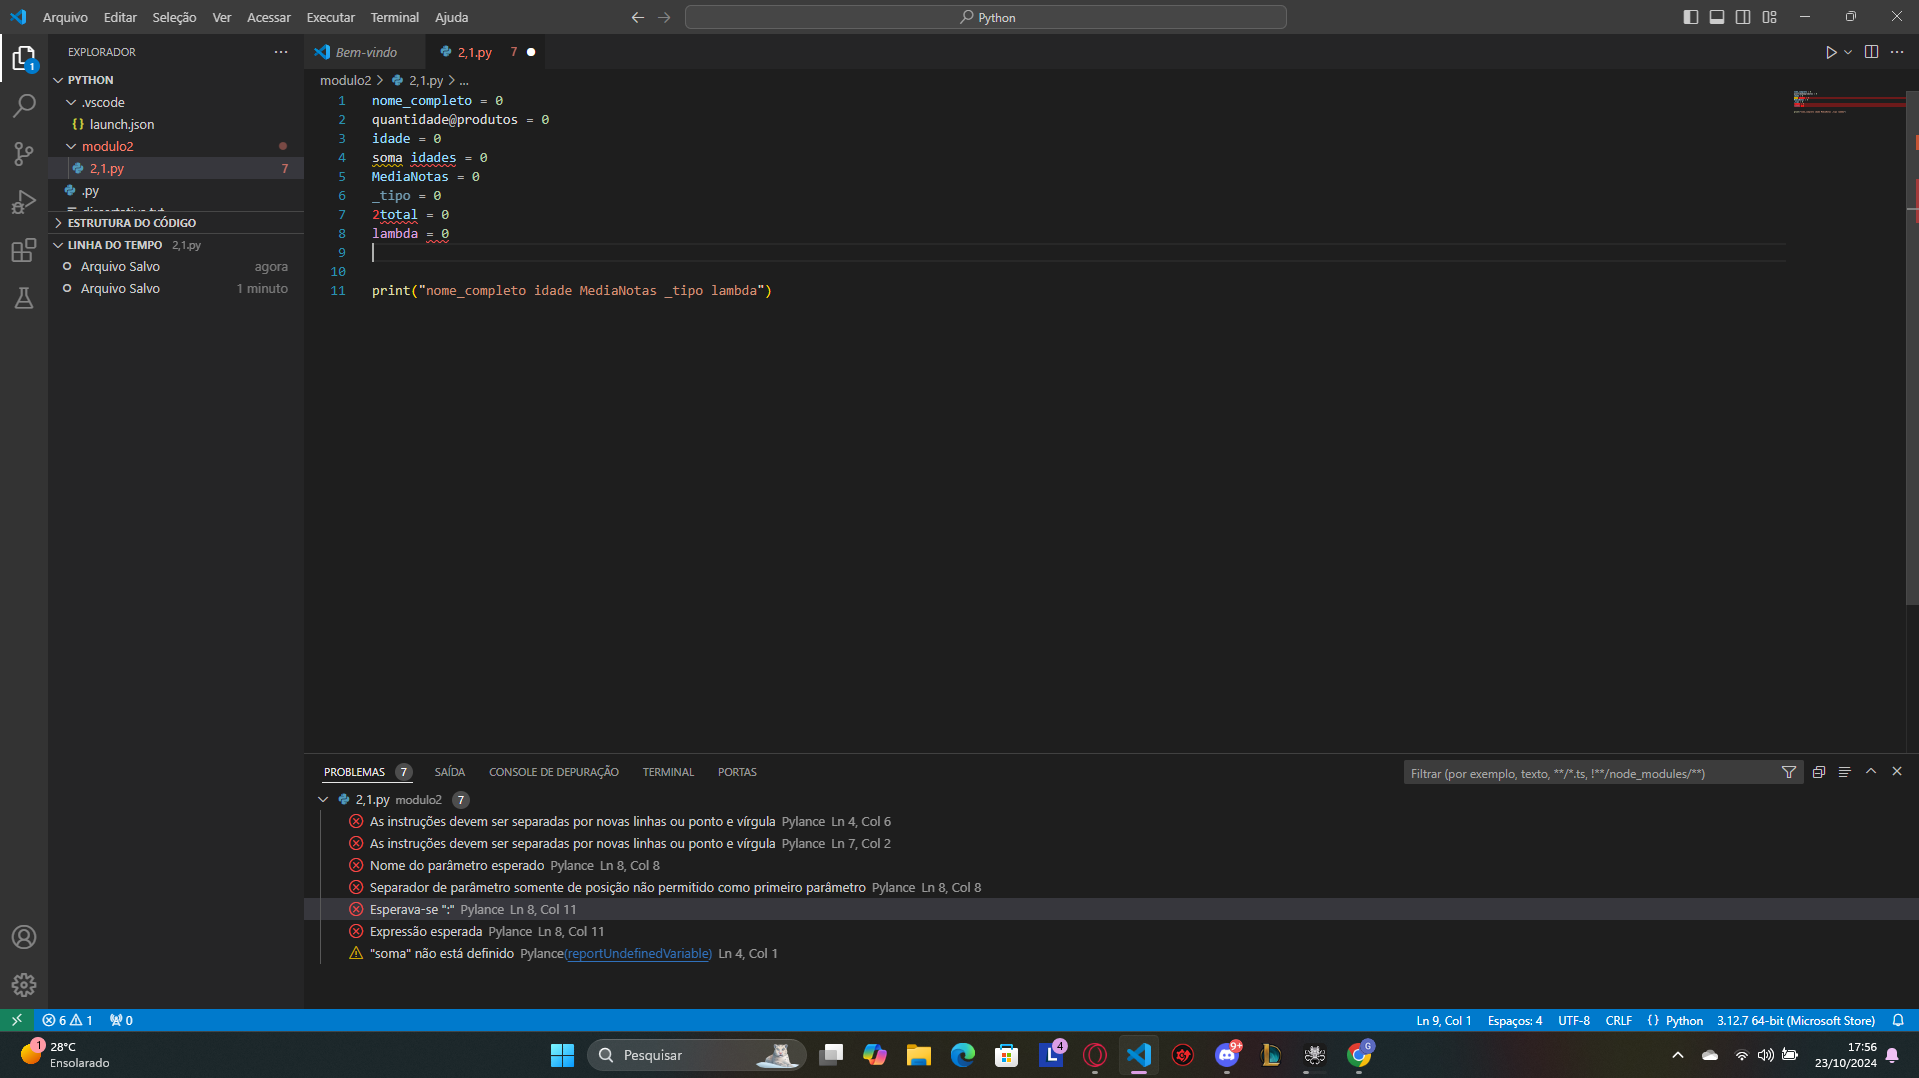 Arquivo Editar Seleção Ver Acessar Executar Terminal Ajuda Python
EXPLORADOR
PYTHON
.vscode
launch.json
modulo2
2,1.py 7
.py
ESTRUTURA DO CÓDIGO
LINHA DO TEMPO 2,1.py
Arquivo Salvo agora
Arquivo Salvo 1 minuto
1
Bem-vindo 2,1.py 7
modulo2 > 2,1.py > ...
1 nome_completo = 0
2 quantidade@produtos = 0
3 idade = 0
4 soma idades = 0
5 MediaNotas = 0
6 _tipo = 0
7 2total = 0
8 lambda = 0
9
10
11 print("nome_completo idade MediaNotas _tipo lambda")
PROBLEMAS 7 SAÍDA CONSOLE DE DEPURAÇÃO TERMINAL PORTAS Filtrar (por exemplo, texto, **/*.ts, !**/node_modules/**)
2,1.py modulo2 7
As instruções devem ser separadas por novas linhas ou ponto e vírgula Pylance Ln 4, Col 6
As instruções devem ser separadas por novas linhas ou ponto e vírgula Pylance Ln 7, Col 2
Nome do parâmetro esperado Pylance Ln 8, Col 8
Separador de parâmetro somente de posição não permitido como primeiro parâmetro Pylance Ln 8, Col 8
Esperava-se ":" Pylance Ln 8, Col 11
Expressão esperada Pylance Ln 8, Col 11
"soma" não está definido Pylance(reportUndefinedVariable) Ln 4, Col 1
6 1 0 Ln 9, Col 1 Espaços: 4 UTF-8 CRLF {} Python 3.12.7 64-bit (Microsoft Store)
1 28°C
Ensolarado
Pesquisar
4
9+
G
17:56
23/10/2024